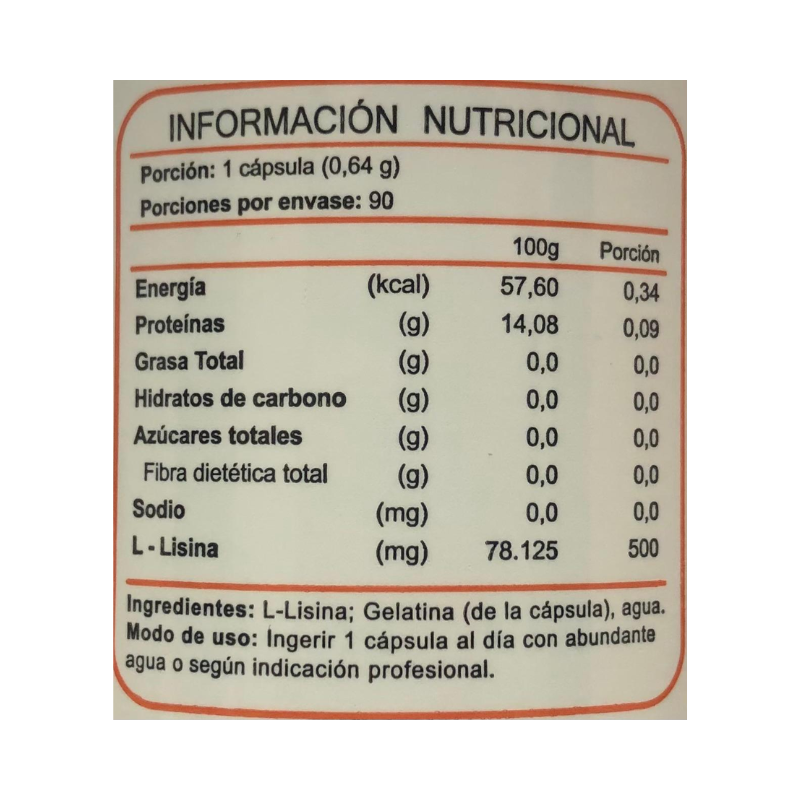 INFORMACIÓN NUTRICIONAL
Porción: 1 cápsula (0,64 g)
Porciones por envase: 90
100g Porción
Energía (kcal) 57,60 0,34
Proteínas (g) 14,08 0,09
Grasa Total (g) 0,0 0,0
Hidratos de carbono (g) 0,0 0,0
Azúcares totales (g) 0,0 0,0
Fibra dietética total (g) 0,0 0,0
Sodio (mg) 0,0 0,0
L - Lisina (mg) 78.125 500
Ingredientes: L-Lisina; Gelatina (de la cápsula), agua.
Modo de uso: Ingerir 1 cápsula al día con abundante
agua o según indicación profesional.